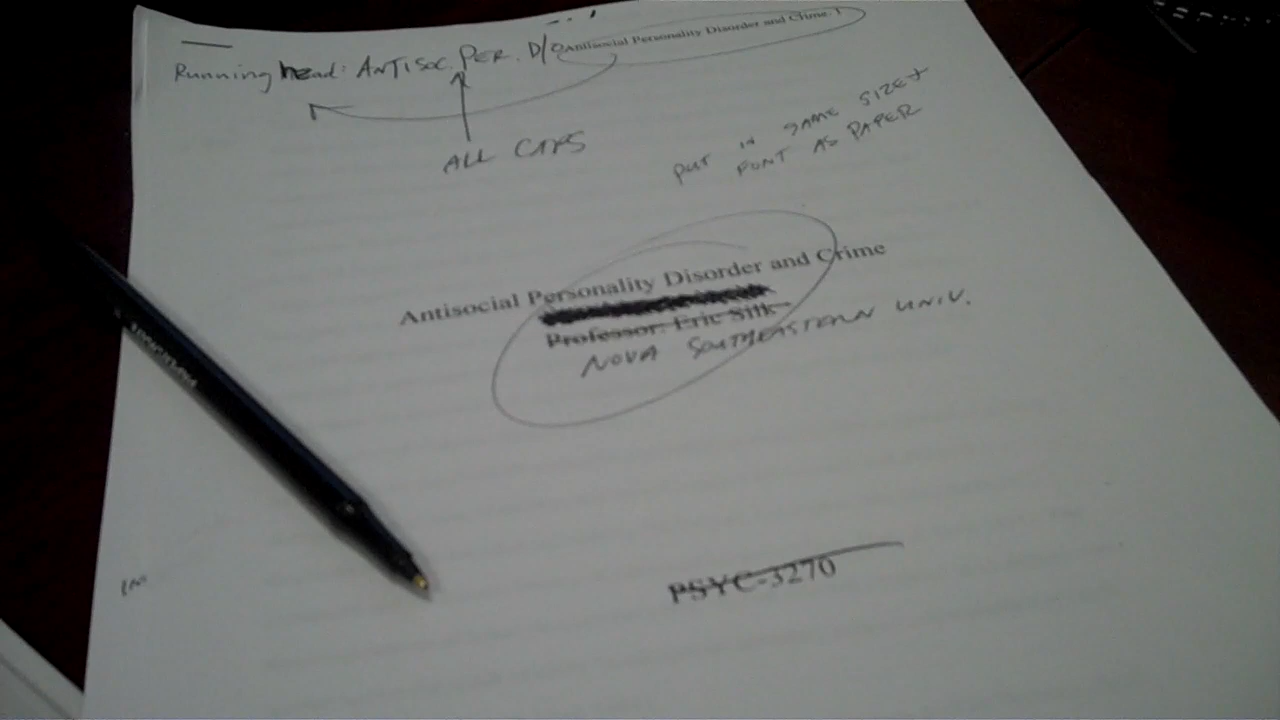 Antisocial Personality Disorder and Crime 1
Running head: ANTISOC. PER. D/O
ALL CAPS
PUT IN SAME SIZE +
FONT AS PAPER
Antisocial Personality Disorder and Crime
Professor: Eric Silk
NOVA SOUTHEASTERN UNIV.
PSYC-3270